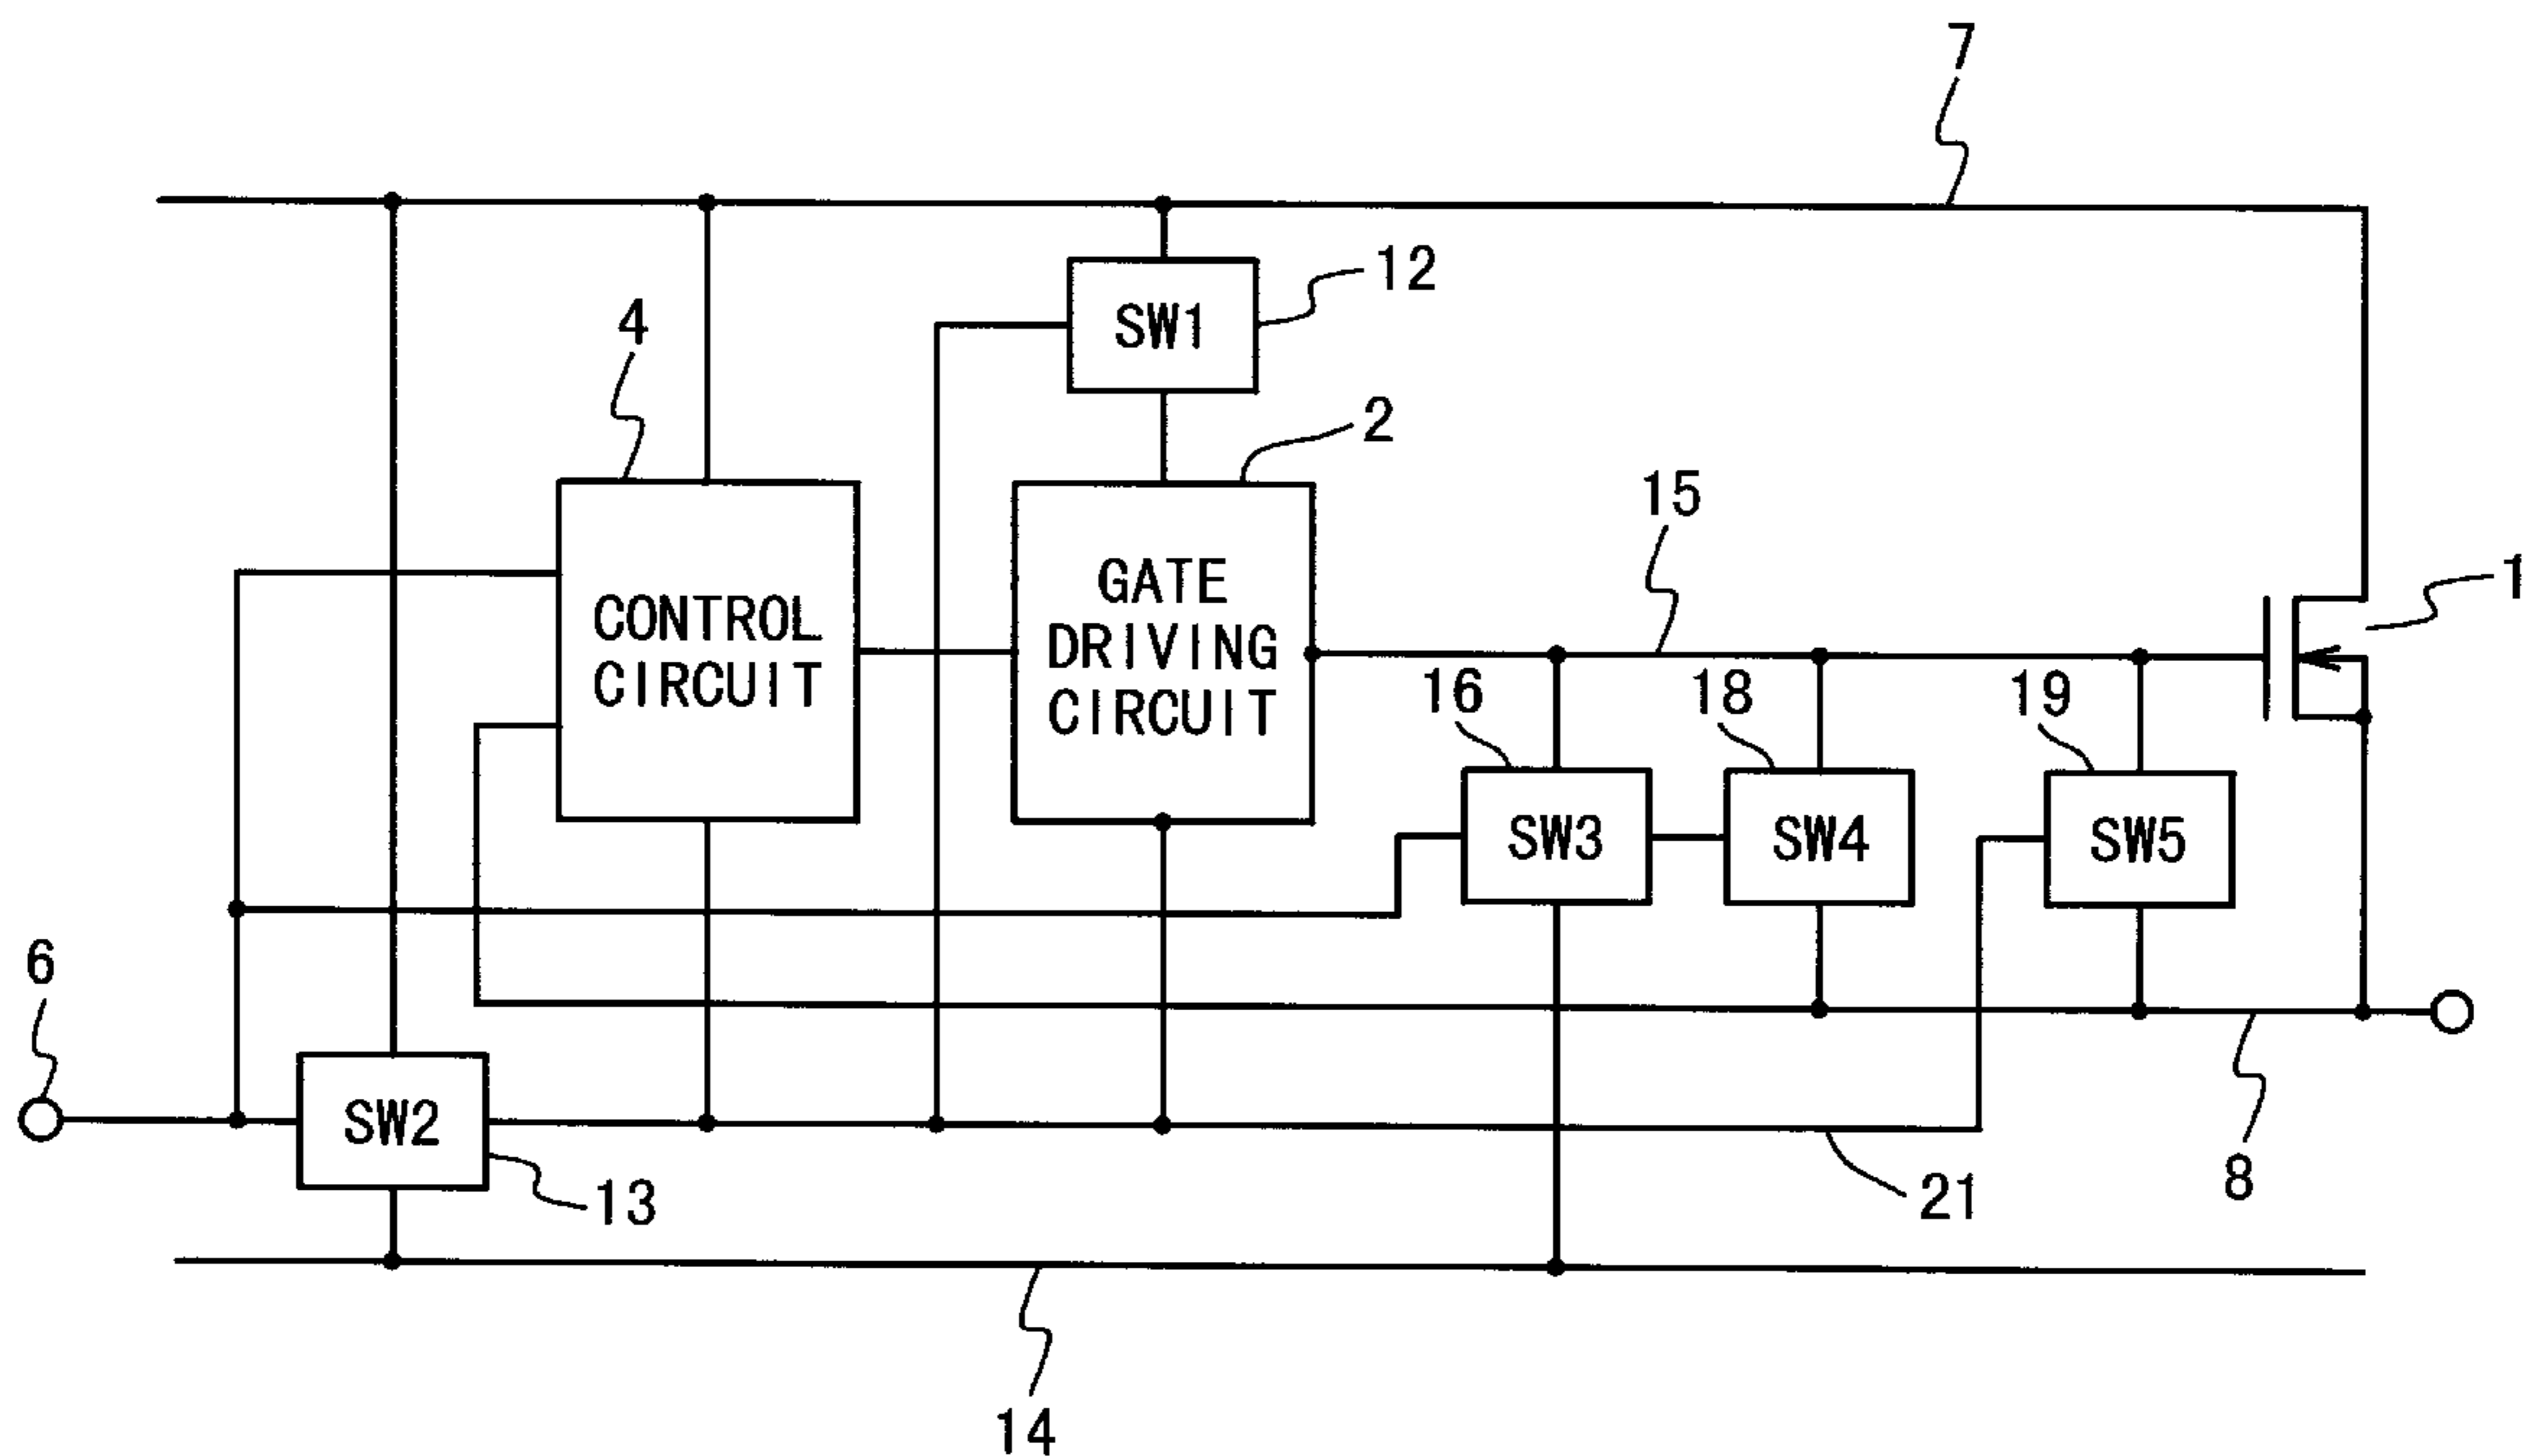 7
SW1
12
4
2
CONTROL
CIRCUIT
GATE
DRIVING
CIRCUIT
15
1
16
18
19
SW3
SW4
SW5
6
SW2
13
21
8
14